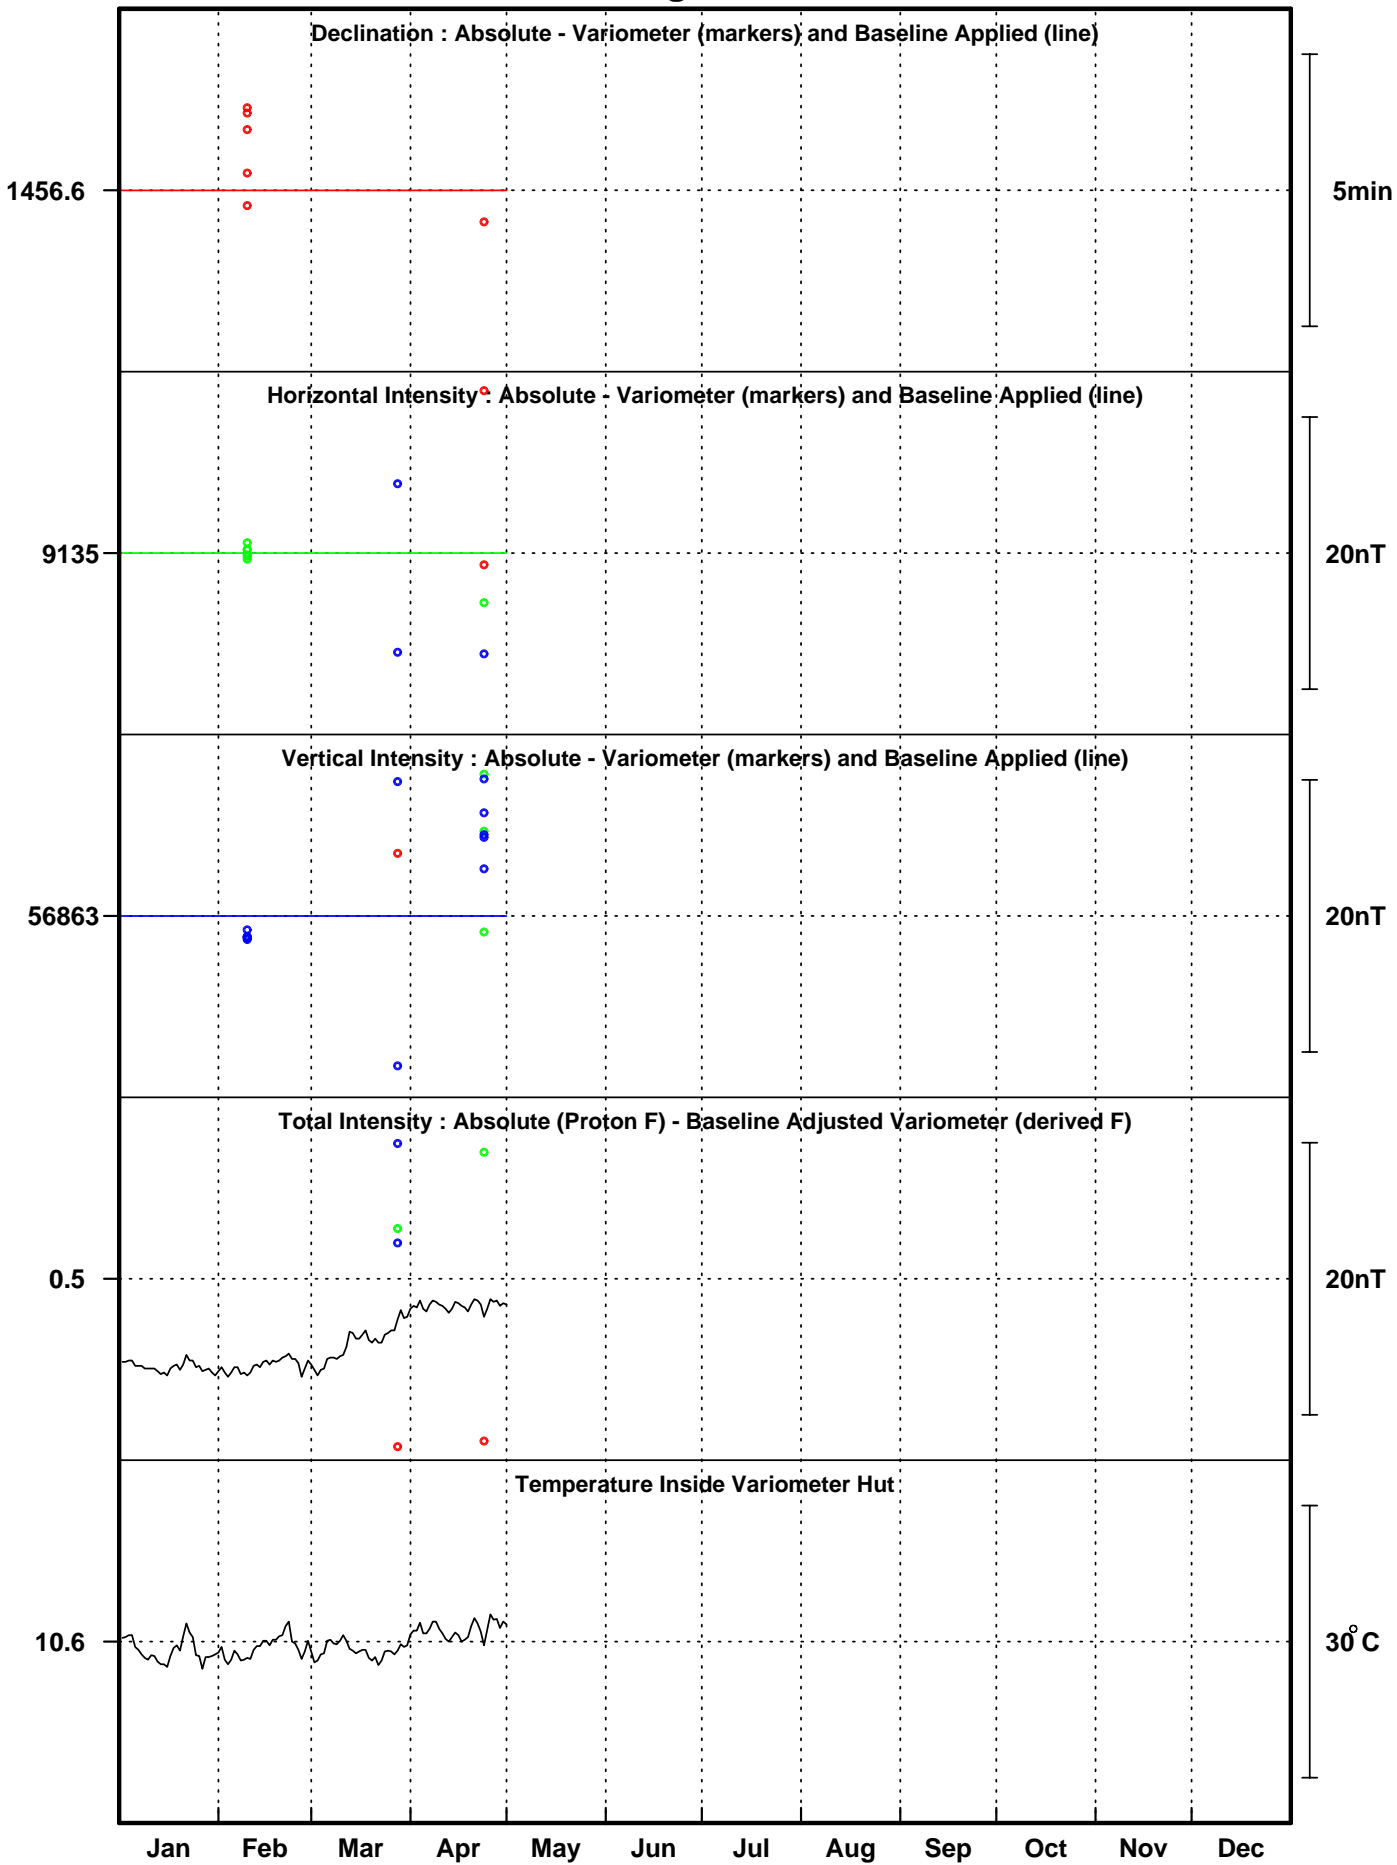 Declination : Absolute - Variometer (markers) and Baseline Applied (line)
1456.6
5min
Horizontal Intensity : Absolute - Variometer (markers) and Baseline Applied (line)
9135
20nT
Vertical Intensity : Absolute - Variometer (markers) and Baseline Applied (line)
56863
20nT
Total Intensity : Absolute (Proton F) - Baseline Adjusted Variometer (derived F)
0.5
20nT
Temperature Inside Variometer Hut
10.6
30°C
Jan Feb Mar Apr May Jun Jul Aug Sep Oct Nov Dec